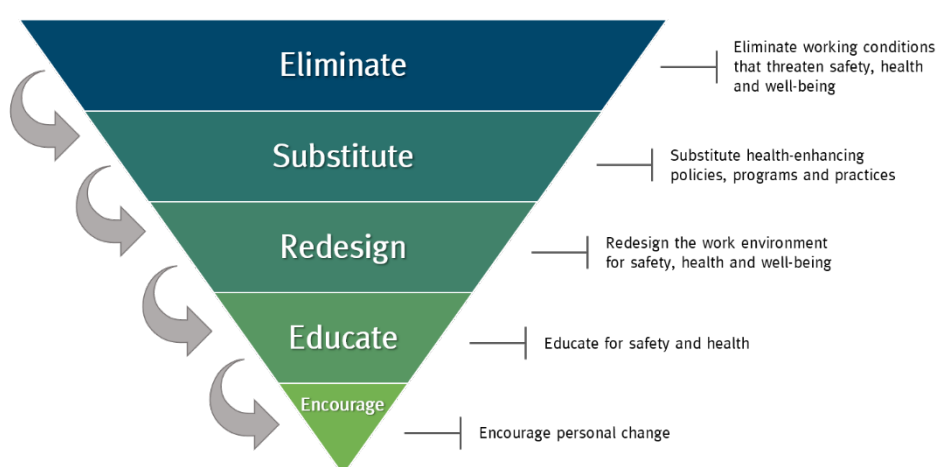 Eliminate
Eliminate working conditions
that threaten safety, health
and well-being
Substitute
Substitute health-enhancing
policies, programs and practices
Redesign
Redesign the work environment
for safety, health and well-being
Educate
Educate for safety and health
Encourage
Encourage personal change